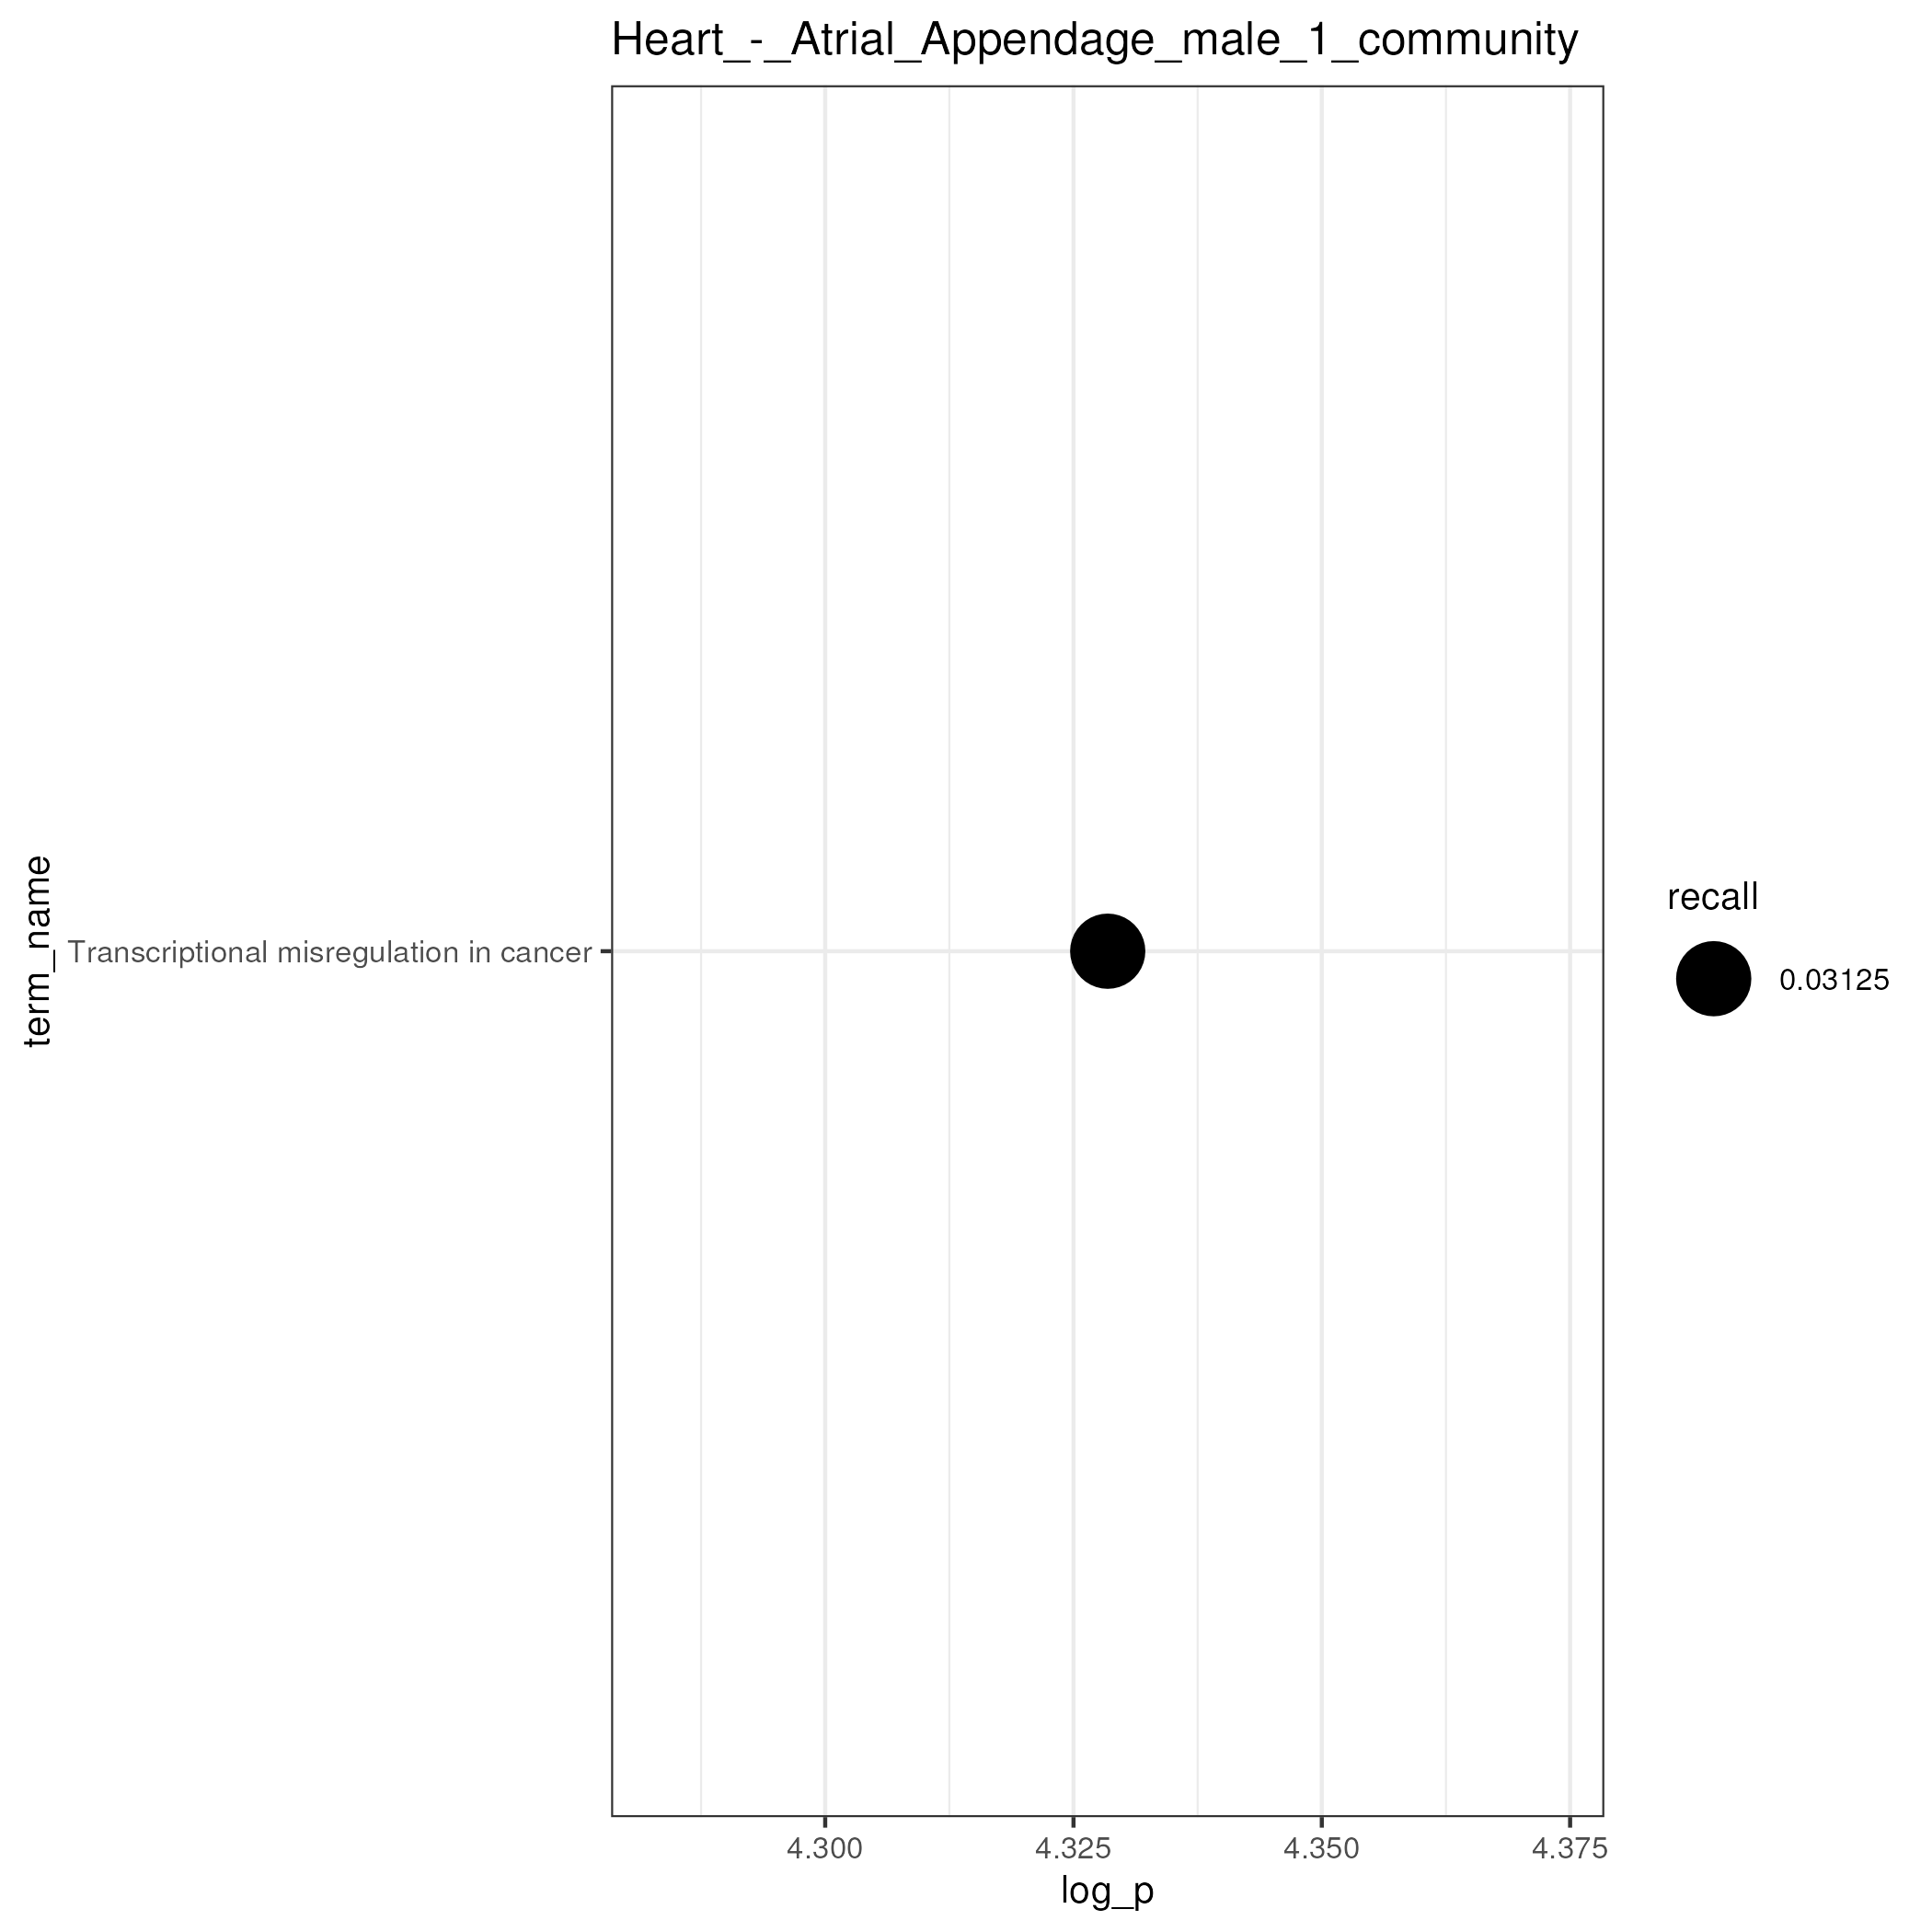 Heart_-_Atrial_Appendage_male_1_community
term_name
Transcriptional misregulation in cancer
recall
0.03125
4.300 4.325 4.350 4.375
log_p